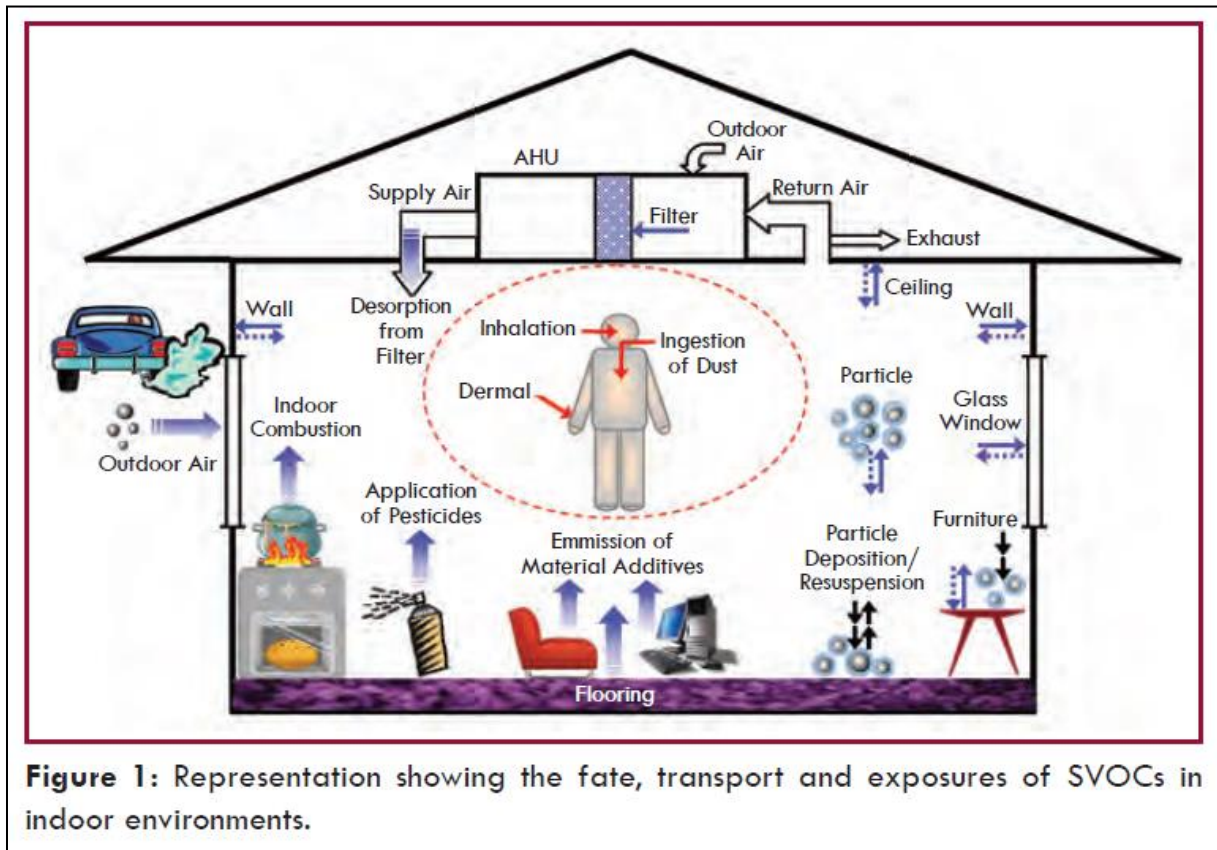 Outdoor
Air
AHU
Return Air
Supply Air
Filter
Exhaust
Ceiling
Wall
Desorption
from
Filter
Inhalation
Ingestion
of Dust
Dermal
Wall
Particle
Glass
Window
Indoor
Combustion
Outdoor Air
Application
of Pesticides
Emmission of
Material Additives
Particle
Deposition/
Resuspension
Furniture
Flooring
Figure 1: Representation showing the fate, transport and exposures of SVOCs in
indoor environments.